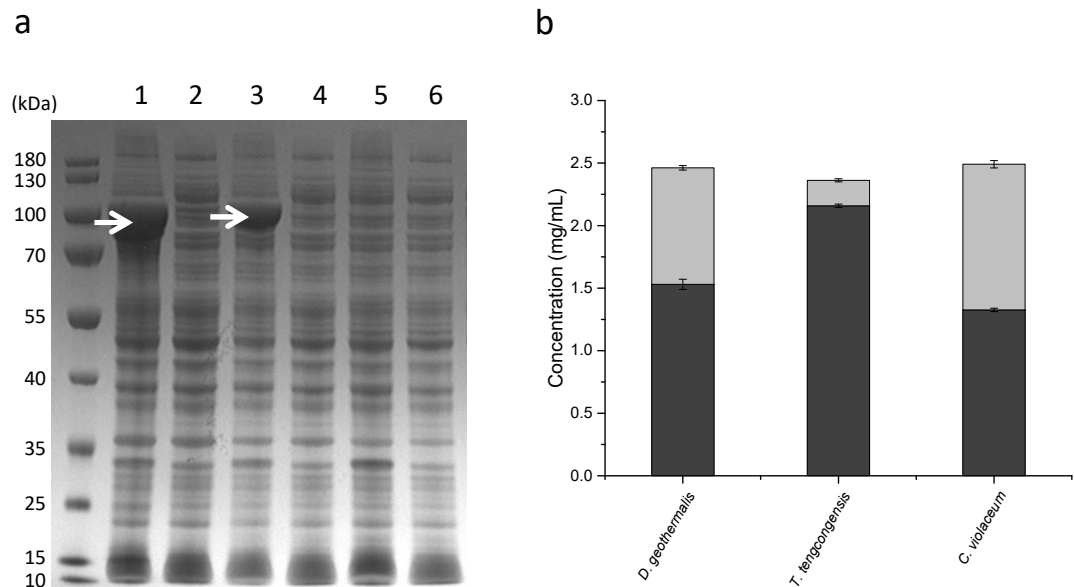 a
(kDa) 1 2 3 4 5 6
180
130
100
70
55
40
35
25
15
10
b
Concentration (mg/mL)
3.0
2.5
2.0
1.5
1.0
0.5
0.0
D. geothermalis
T. tengcongensis
C. violaceum